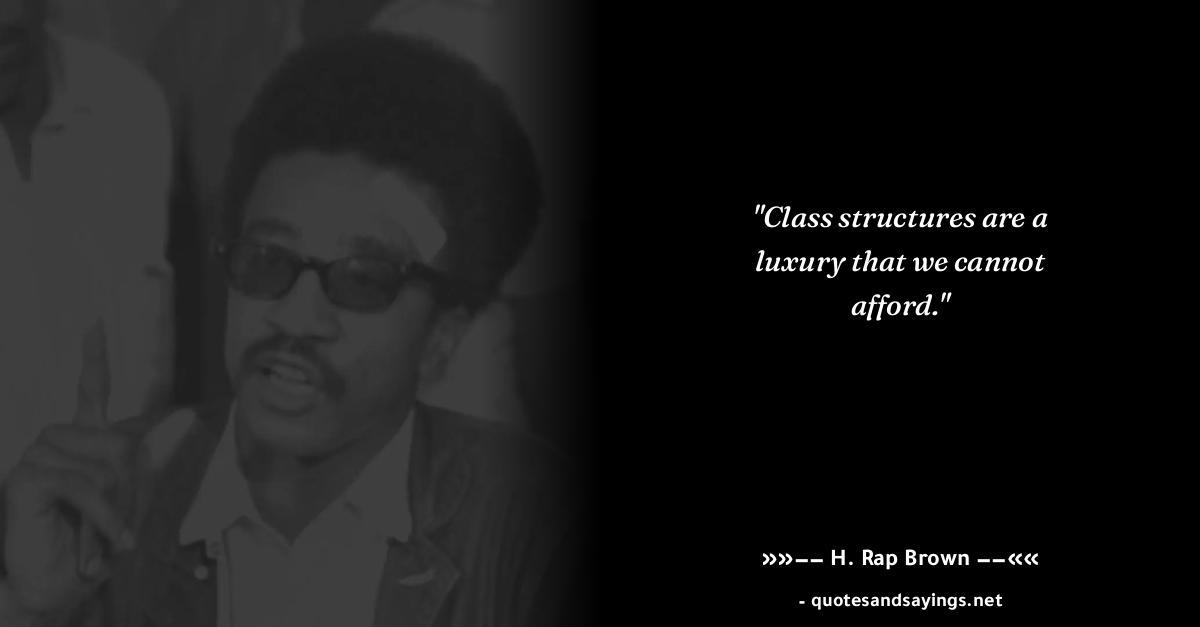 "Class structures are a
luxury that we cannot
afford."
»»−− H. Rap Brown −−««
- quotesandsayings.net